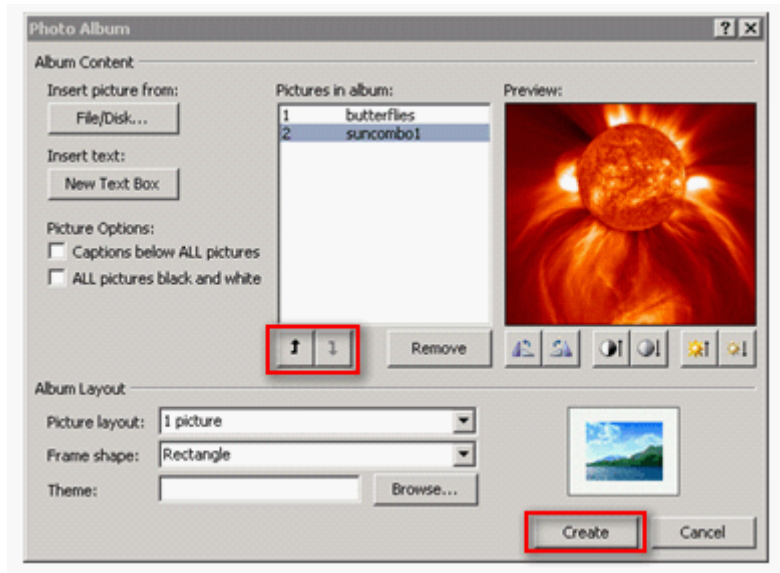 Photo Album
Album Content
Insert picture from:
File/Disk...
Insert text:
New Text Box
Picture Options:
Captions below ALL pictures
ALL pictures black and white
Pictures in album:
1 butterflies
2 suncombo1
Remove
Preview:
Album Layout
Picture layout: 1 picture
Frame shape: Rectangle
Theme:
Browse...
Create
Cancel